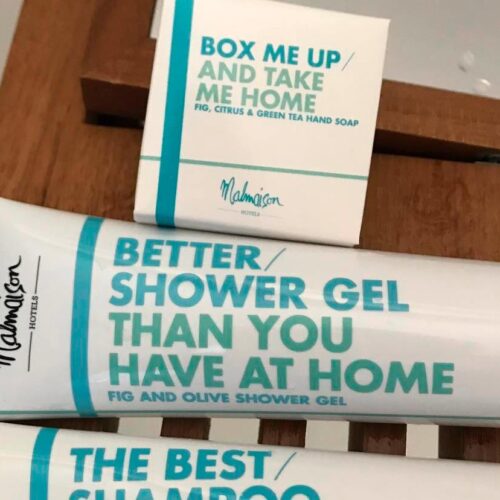 BOX ME UP/
AND TAKE
ME HOME
FIG, CITRUS & GREEN TEA HAND SOAP
Malmaison
HOTELS
Malmaison
HOTELS
BETTER/
SHOWER GEL
THAN YOU
HAVE AT HOME
FIG AND OLIVE SHOWER GEL
THE BEST/
SHAMPOO